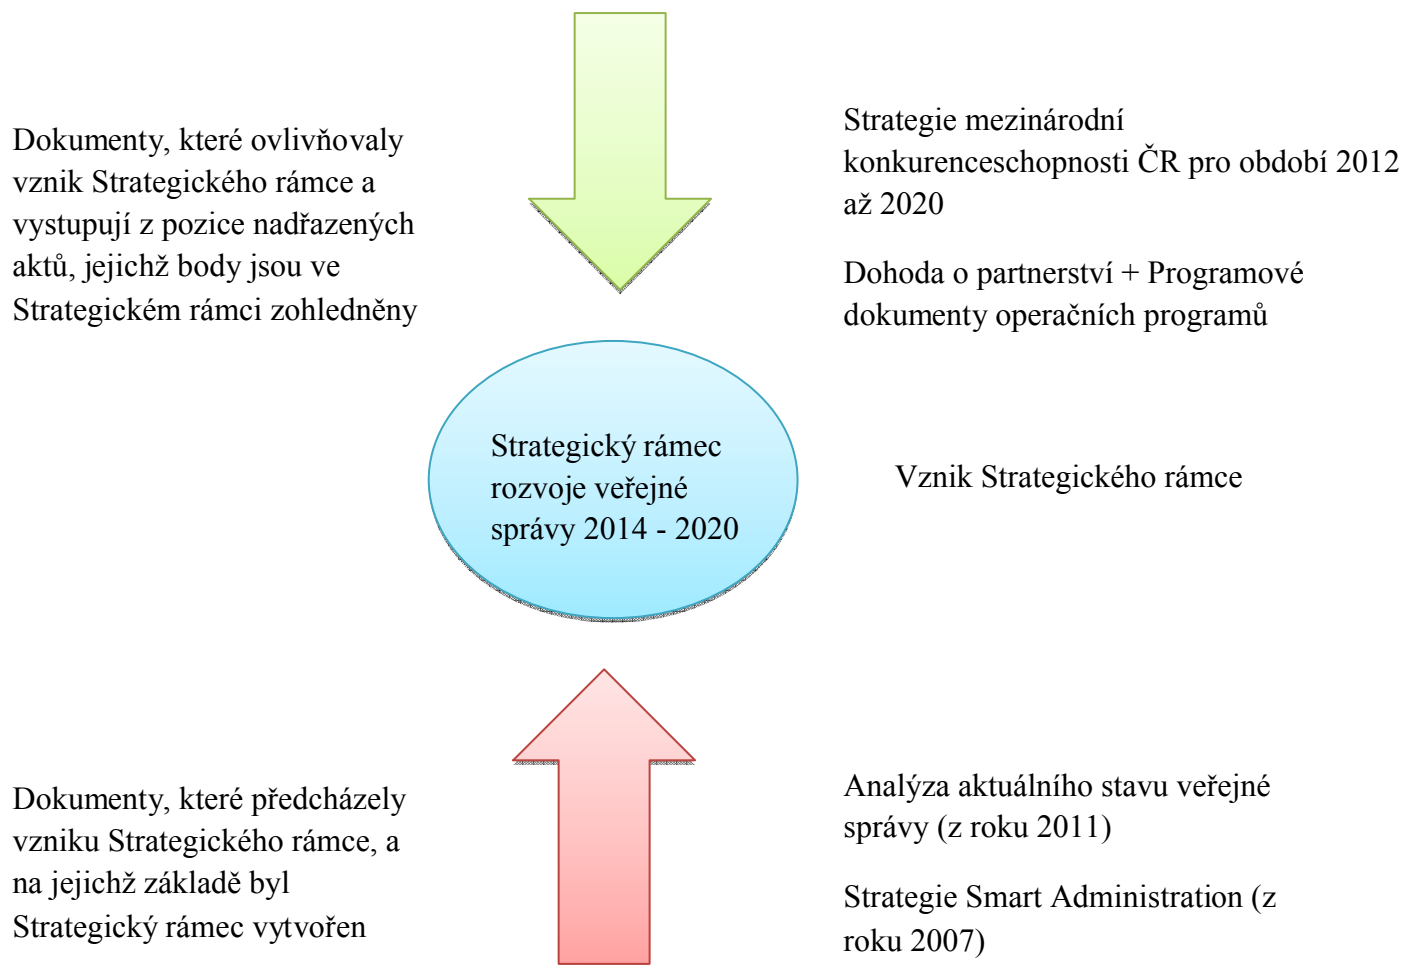 Dokumenty, které ovlivňovaly
vznik Strategického rámce a
vystupují z pozice nadřazených
aktů, jejichž body jsou ve
Strategickém rámci zohledněny
Strategie mezinárodní
konkurenceschopnosti ČR pro období 2012
až 2020
Dohoda o partnerství + Programové
dokumenty operačních programů
Strategický rámec
rozvoje veřejné
správy 2014 - 2020
Vznik Strategického rámce
Dokumenty, které předcházely
vzniku Strategického rámce, a
na jejichž základě byl
Strategický rámec vytvořen
Analýza aktuálního stavu veřejné
správy (z roku 2011)
Strategie Smart Administration (z
roku 2007)